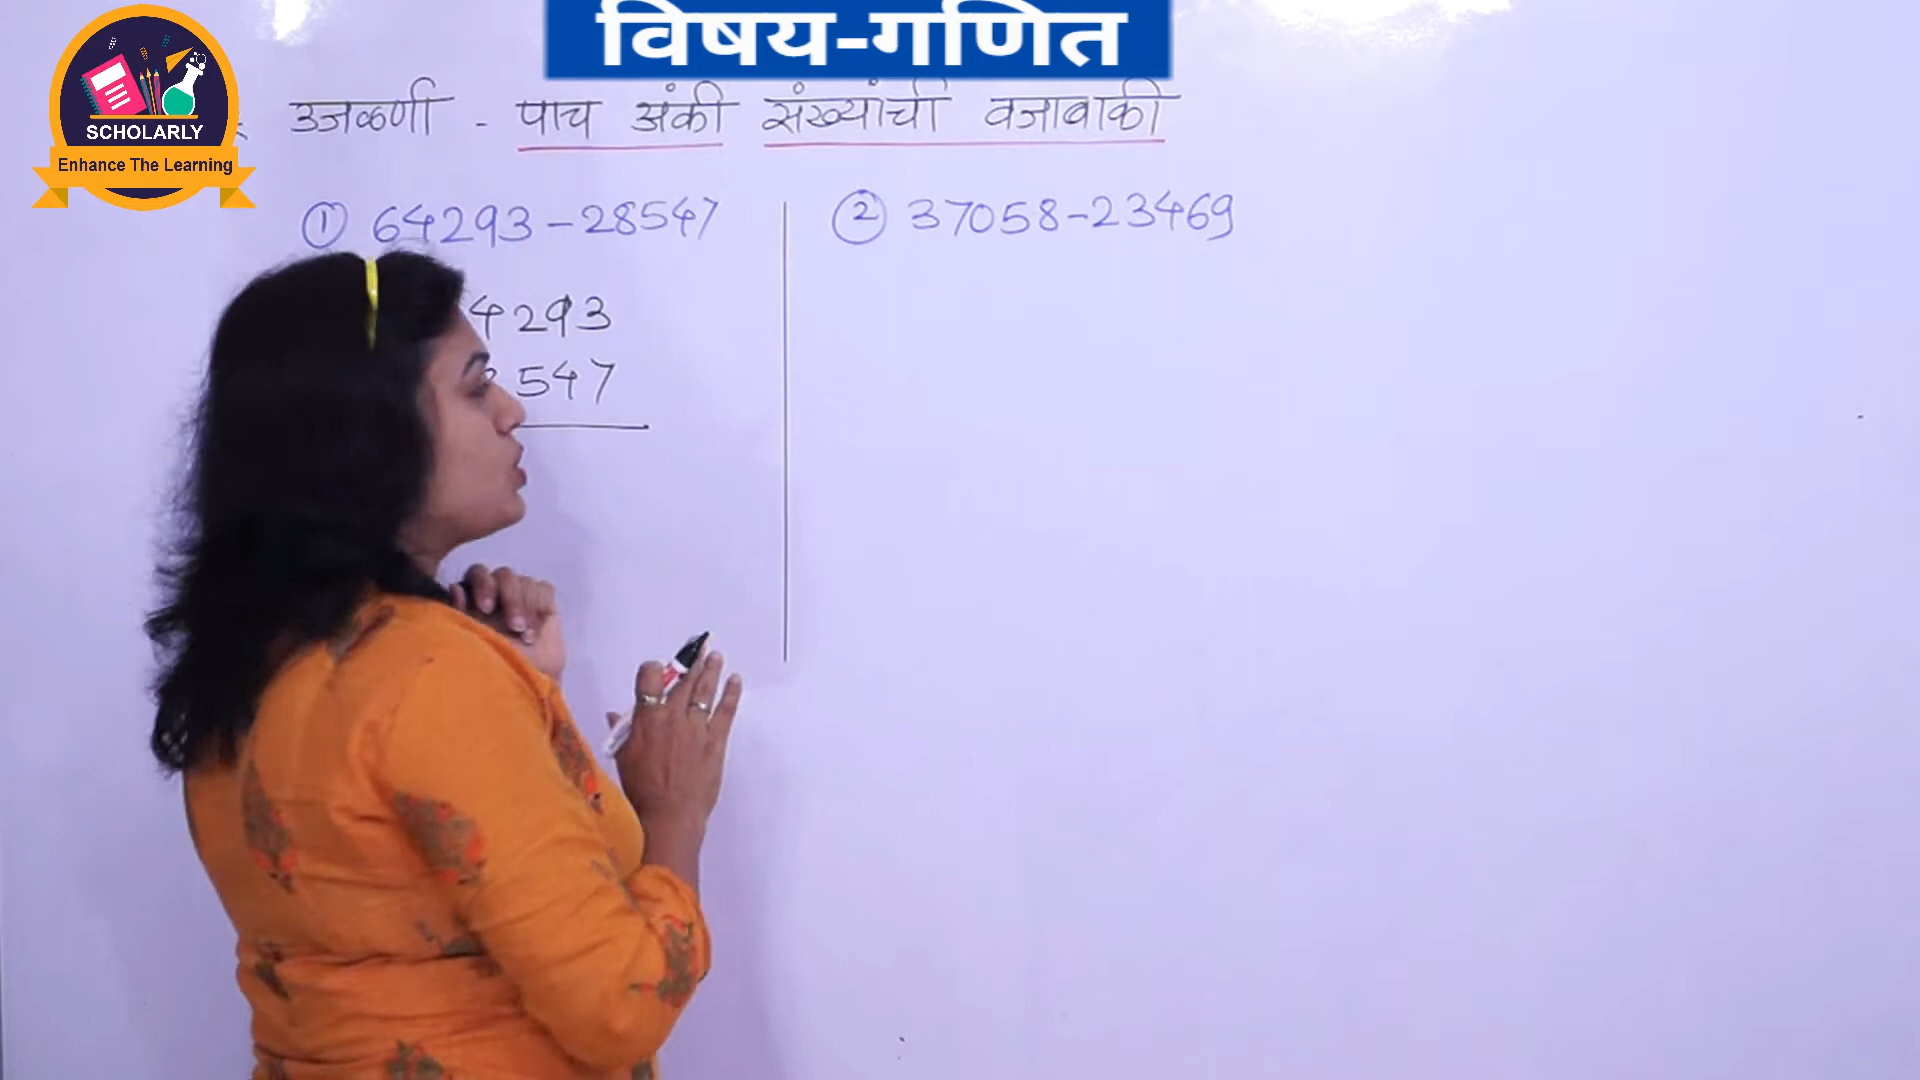 विषय-गणित
SCHOLARLY
Enhance The Learning
उजळणी - पाच अंकी संख्यांची वजाबाकी
① 64293-28547
② 37058-23469
4293
547